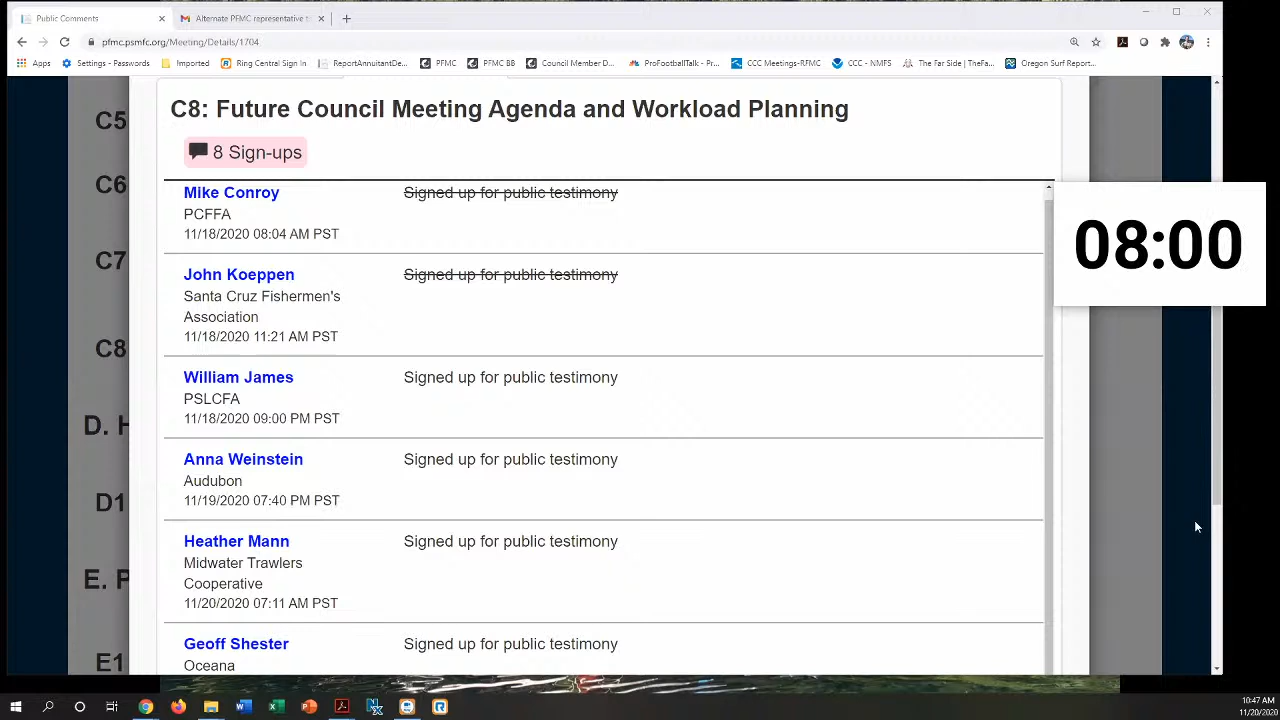 Public Comments
Alternate PFMC representative t
pfmc.psmfc.org/Meeting/Details/1704
Apps
Settings - Passwords
Imported
Ring Central Sign In
ReportAnnuitantDe...
PFMC
PFMC BB
Council Member D...
ProFootballTalk - Pr...
CCC Meetings-RFMC
CCC - NMFS
The Far Side | TheFa...
Oregon Surf Report...
C8: Future Council Meeting Agenda and Workload Planning
8 Sign-ups
Mike Conroy Signed up for public testimony
PCFFA
11/18/2020 08:04 AM PST
John Koeppen Signed up for public testimony
Santa Cruz Fishermen's
Association
11/18/2020 11:21 AM PST
William James Signed up for public testimony
PSLCFA
11/18/2020 09:00 PM PST
Anna Weinstein Signed up for public testimony
Audubon
11/19/2020 07:40 PM PST
Heather Mann Signed up for public testimony
Midwater Trawlers
Cooperative
11/20/2020 07:11 AM PST
Geoff Shester Signed up for public testimony
Oceana
C5
C6
C7
C8
D. H
D1
E. P
E1
08:00
10:47 AM
11/20/2020